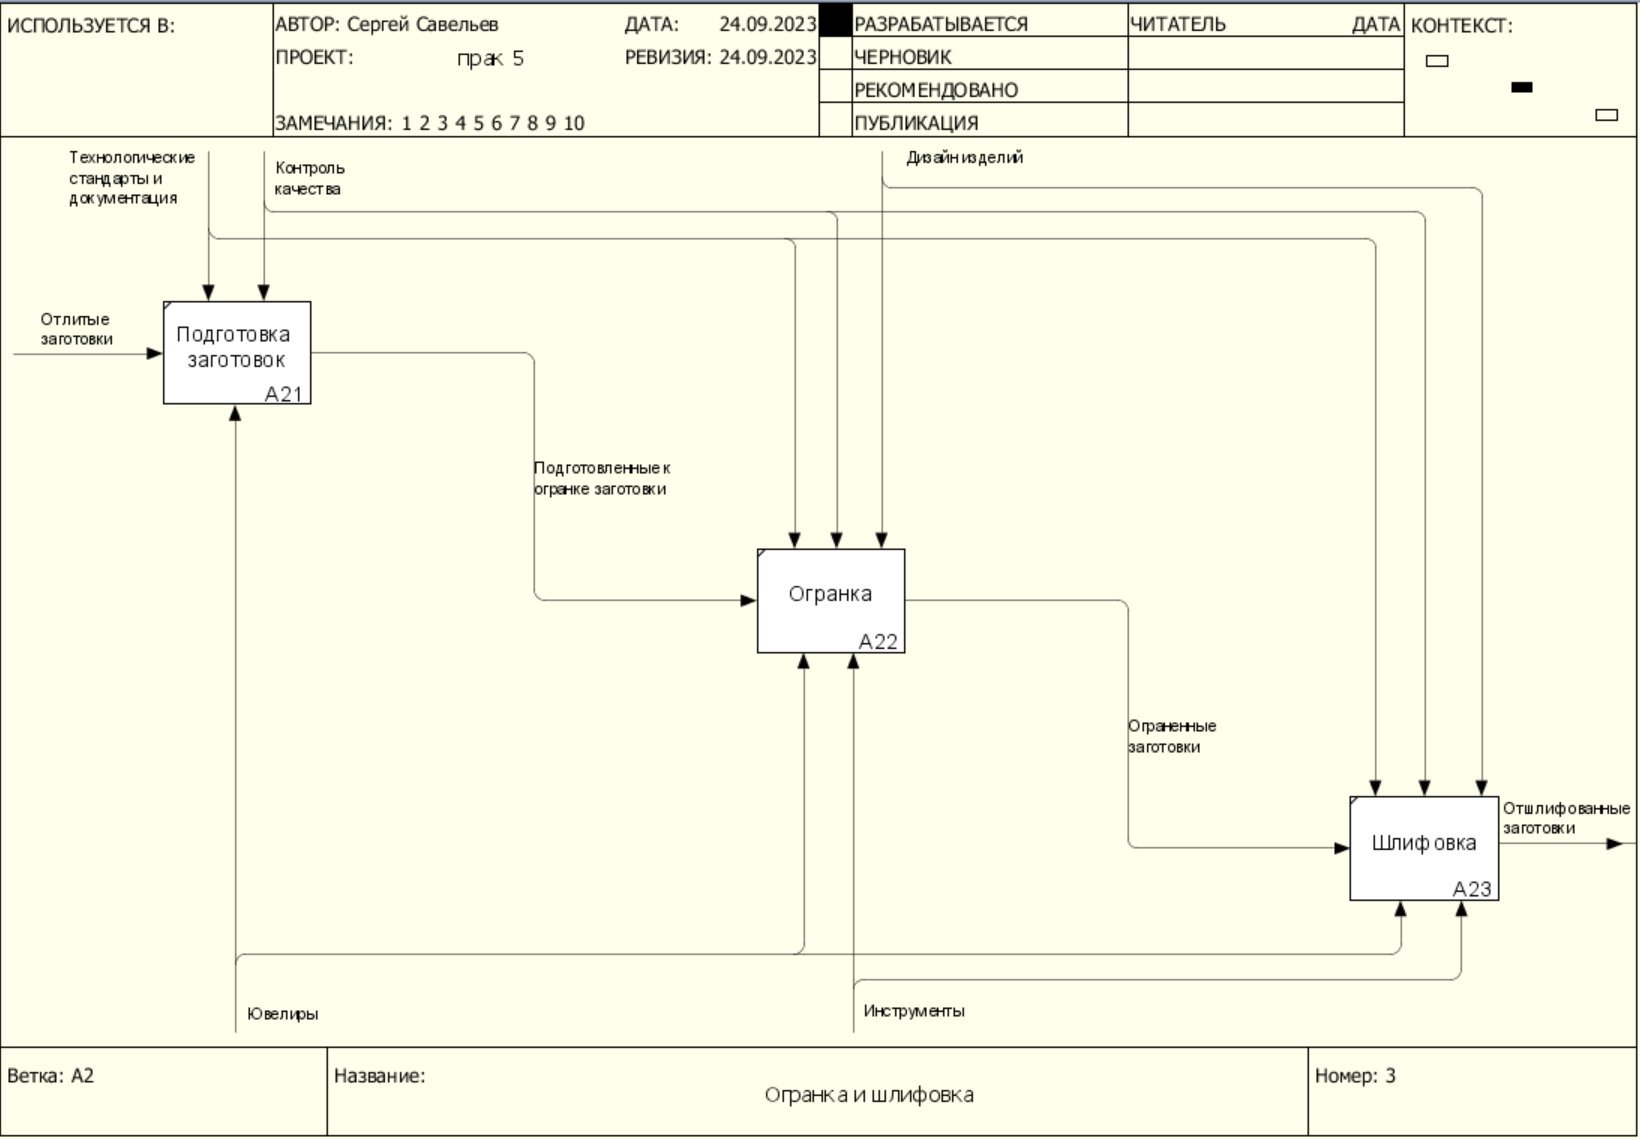 ИСПОЛЬЗУЕТСЯ В:
АВТОР: Сергей Савельев
ДАТА: 24.09.2023
ПРОЕКТ: прак 5
РЕВИЗИЯ: 24.09.2023
ЗАМЕЧАНИЯ: 1 2 3 4 5 6 7 8 9 10
РАЗРАБАТЫВАЕТСЯ
ЧЕРНОВИК
РЕКОМЕНДОВАНО
ПУБЛИКАЦИЯ
ЧИТАТЕЛЬ ДАТА
КОНТЕКСТ:
Технологические
стандарты и
документация
Контроль
качества
Дизайн изделий
Отлитые
заготовки
Подготовка
заготовок
A21
Подготовленные к
огранке заготовки
Огранка
A22
Ограненные
заготовки
Шлифовка
A23
Отшлифованные
заготовки
Ювелиры
Инструменты
Ветка: A2
Название:
Огранка и шлифовка
Номер: 3